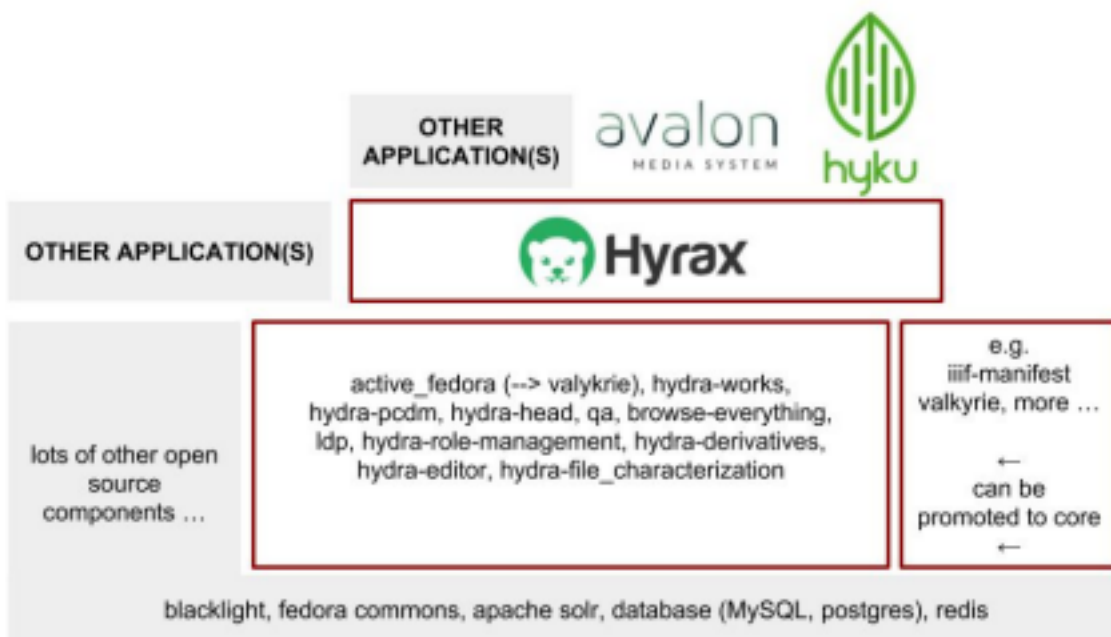 OTHER
APPLICATION(S)
avalon
MEDIA SYSTEM
hyku
OTHER APPLICATION(S)
Hyrax
lots of other open
source
components …
active_fedora (--> valykrie), hydra-works,
hydra-pcdm, hydra-head, qa, browse-everything,
ldp, hydra-role-management, hydra-derivatives,
hydra-editor, hydra-file_characterization
e.g.
iiif-manifest
valkyrie, more …
←
can be
promoted to core
←
blacklight, fedora commons, apache solr, database (MySQL, postgres), redis